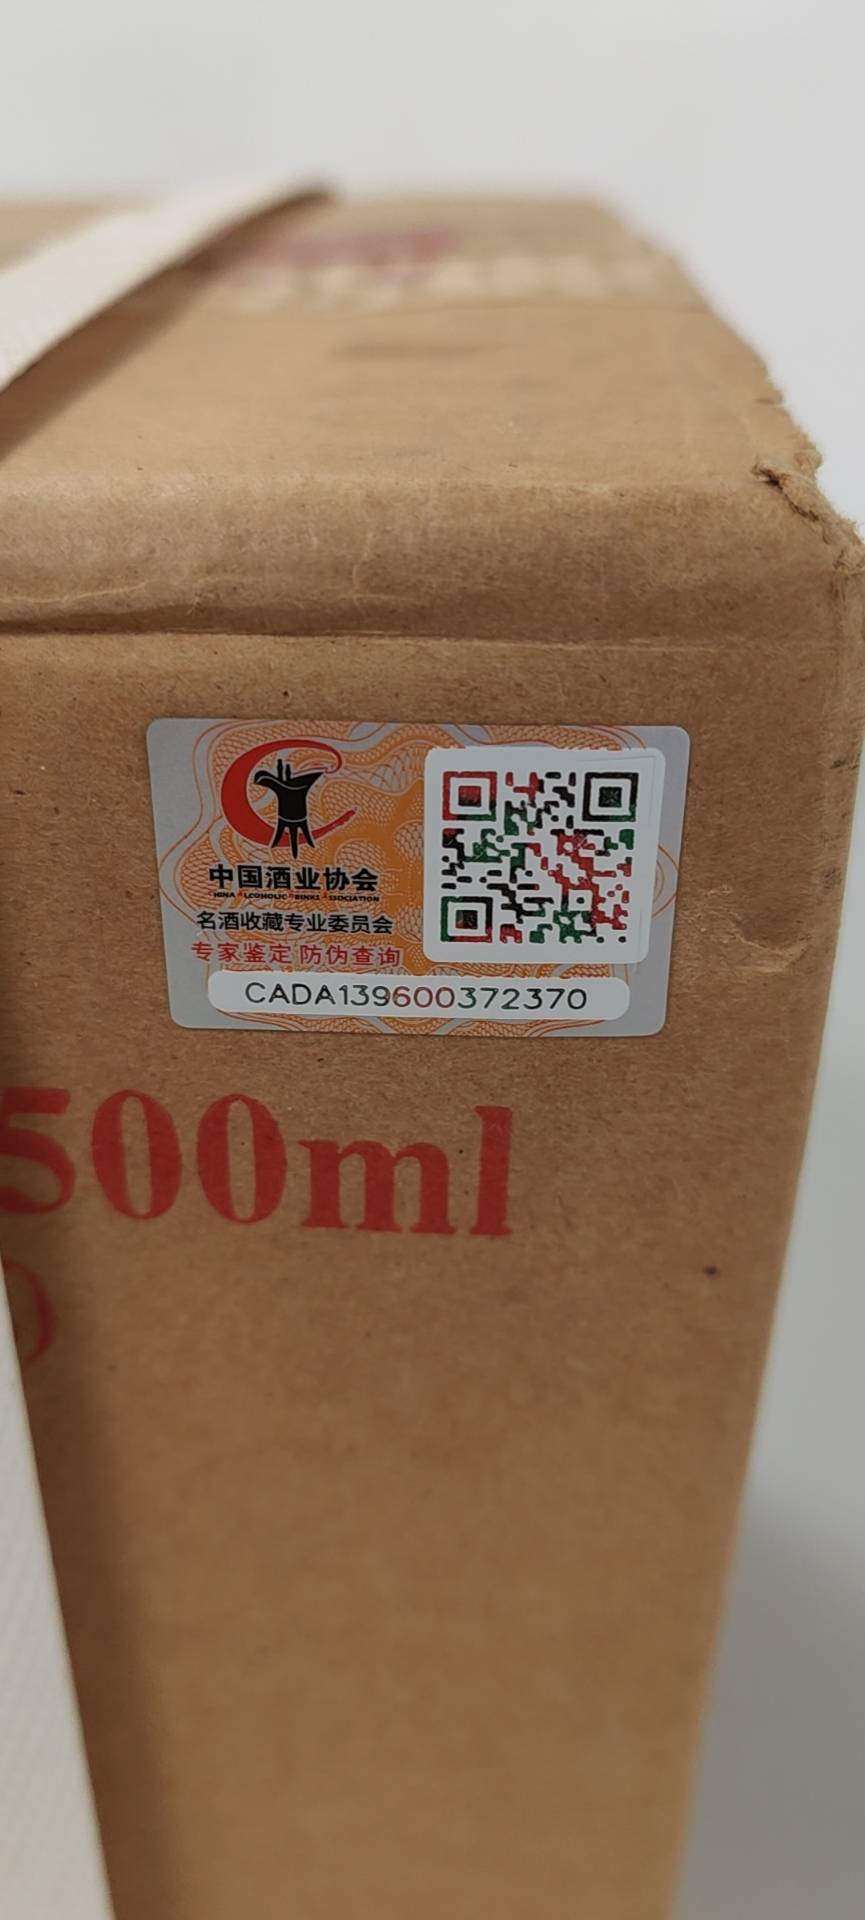 中国酒业协会
CHINA ALCOHOLIC DRINKS ASSOCIATION
名酒收藏专业委员会
专家鉴定 防伪查询
CADA139600372370
500ml
)